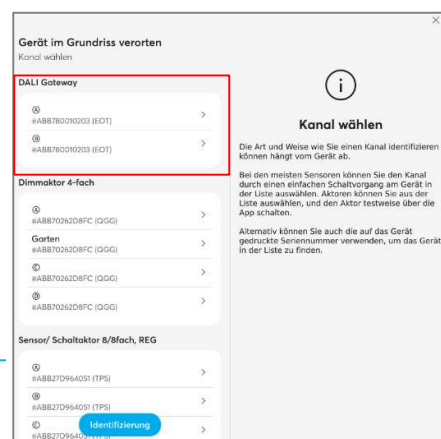 Gerät im Grundriss verorten
Kanal wählen
DALI Gateway
Ⓐ
#ABB780010203 (EOT)
Ⓑ
#ABB780010203 (EOT)
Dimmaktor 4-fach
Ⓐ
#ABB70262D8FC (QGG)
Garten
#ABB70262D8FC (QGG)
Ⓒ
#ABB70262D8FC (QGG)
Ⓓ
#ABB70262D8FC (QGG)
Sensor/ Schaltaktor 8/8fach, REG
Ⓐ
#ABB27D964051 (TPS)
Ⓑ
#ABB27D964051 (TPS)
Ⓒ
#ABB27D964051
Identifizierung
Kanal wählen
Die Art und Weise wie Sie einen Kanal identifizieren
können hängt vom Gerät ab.
Bei den meisten Sensoren können Sie den Kanal
durch einen einfachen Schaltvorgang am Gerät in
der Liste auswählen. Aktoren können Sie aus der
Liste auswählen, und den Aktor testweise über die
App schalten.
Alternativ können Sie auch die auf das Gerät
gedruckte Seriennummer verwenden, um das Gerät
in der Liste zu finden.